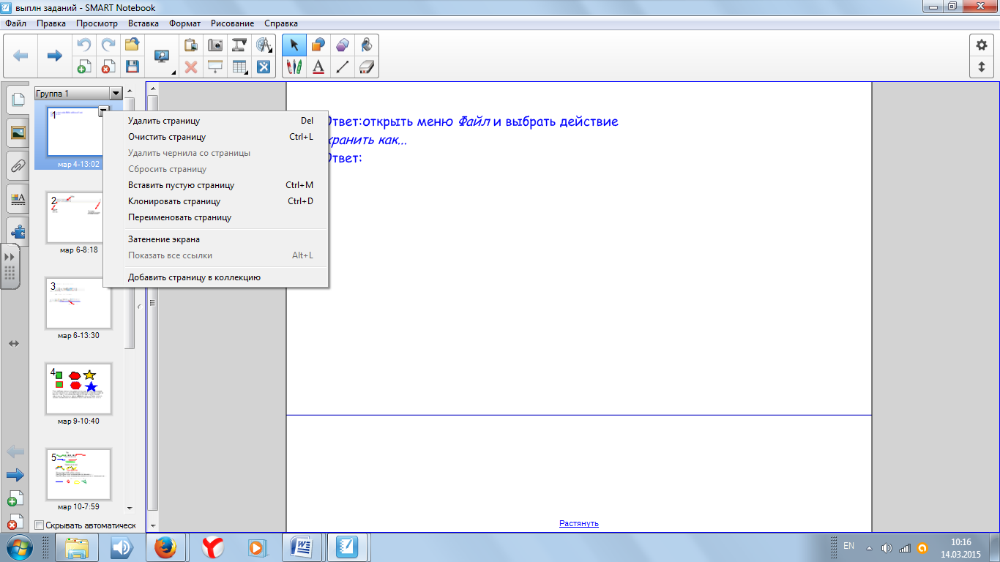 выплн заданий - SMART Notebook
Файл Правка Просмотр Вставка Формат Рисование Справка
Группа 1
1
мар 4-13:02
2
мар 6-8:18
3
мар 6-13:30
4
мар 9-10:40
5
мар 10-7:59
Скрывать автоматическ
Удалить страницу Del
Очистить страницу Ctrl+L
Удалить чернила со страницы
Сбросить страницу
Вставить пустую страницу Ctrl+M
Клонировать страницу Ctrl+D
Переименовать страницу
Затенение экрана
Показать все ссылки Alt+L
Добавить страницу в коллекцию
Ответ:открыть меню Файл и выбрать действие
хранить как...
Ответ:
Растянуть
EN
10:16
14.03.2015